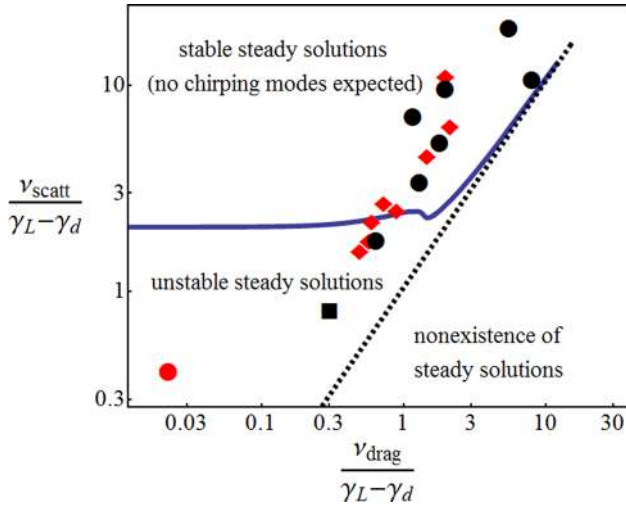 stable steady solutions
(no chirping modes expected)
10
3
ν_scatt
γ_L−γ_d
unstable steady solutions
1
nonexistence of
steady solutions
0.3
0.03 0.1 0.3 1 3 10 30
ν_drag
γ_L−γ_d